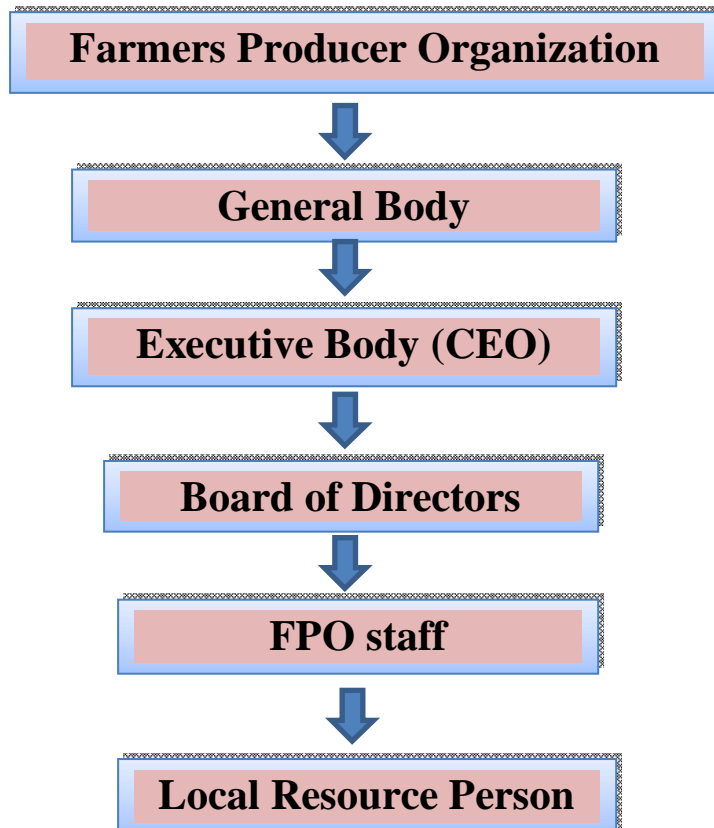 Farmers Producer Organization
General Body
Executive Body (CEO)
Board of Directors
FPO staff
Local Resource Person